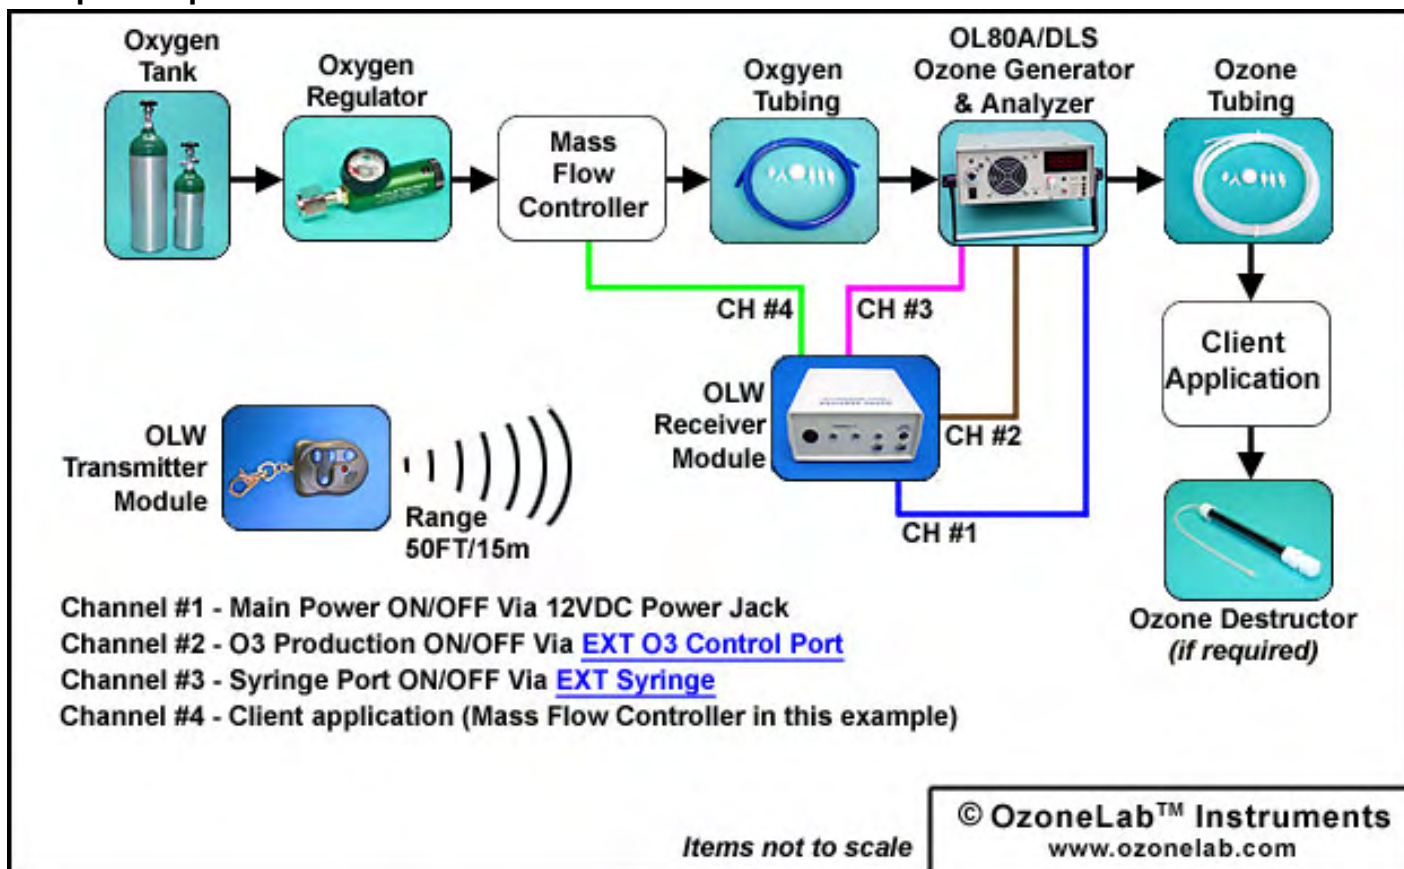 Oxygen
Tank
Oxygen
Regulator
Mass
Flow
Controller
Oxgyen
Tubing
OL80A/DLS
Ozone Generator
& Analyzer
Ozone
Tubing
CH #4
CH #3
Client
Application
OLW
Receiver
Module
CH #2
CH #1
OLW
Transmitter
Module
Range
50FT/15m
Ozone Destructor
(if required)
Channel #1 - Main Power ON/OFF Via 12VDC Power Jack
Channel #2 - O3 Production ON/OFF Via EXT O3 Control Port
Channel #3 - Syringe Port ON/OFF Via EXT Syringe
Channel #4 - Client application (Mass Flow Controller in this example)
Items not to scale
© OzoneLab™ Instruments
www.ozonelab.com